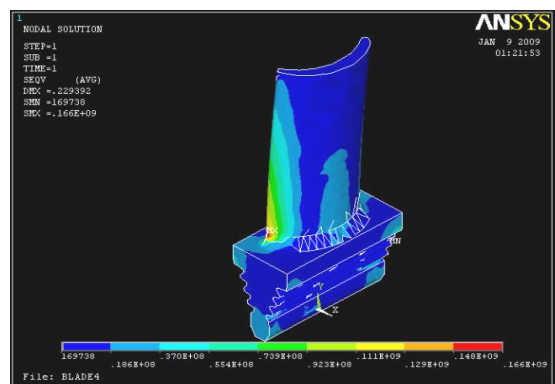 1
NODAL SOLUTION
ANSYS
JAN 9 2009
01:21:53
STEP=1
SUB =1
TIME=1
SEQV (AVG)
DMX =.229392
SMN =169738
SMX =.166E+09
MX
MN
Y
Z X
169738 .370E+08 .739E+08 .111E+09 .148E+09
.186E+08 .554E+08 .923E+08 .129E+09 .166E+09
File: BLADE4